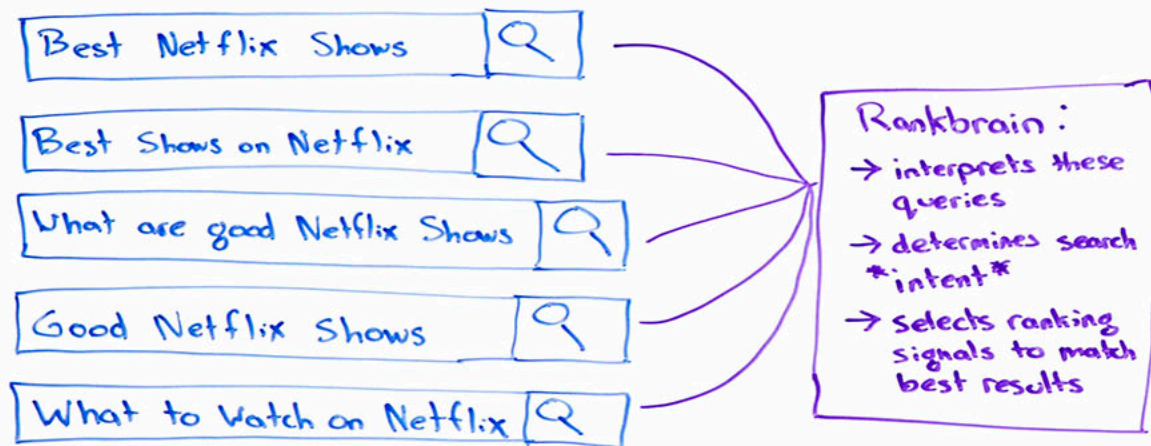 Best Netflix Shows
Best Shows on Netflix
What are good Netflix Shows
Good Netflix Shows
What to Watch on Netflix
Rankbrain:
→ interprets these
queries
→ determines search
*intent*
→ selects ranking
signals to match
best results